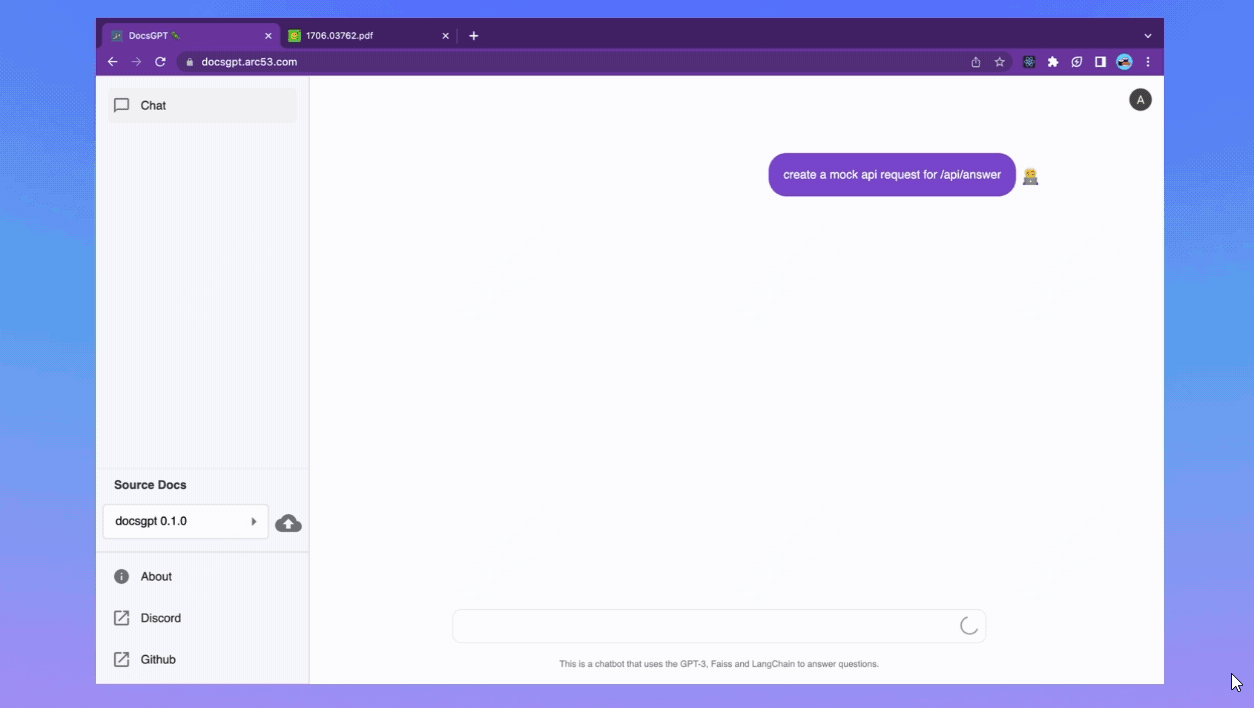 DocsGPT
1706.03762.pdf
docsgpt.arc53.com
Chat
A
create a mock api request for /api/answer
Source Docs
docsgpt 0.1.0
About
Discord
Github
This is a chatbot that uses the GPT-3, Faiss and LangChain to answer questions.